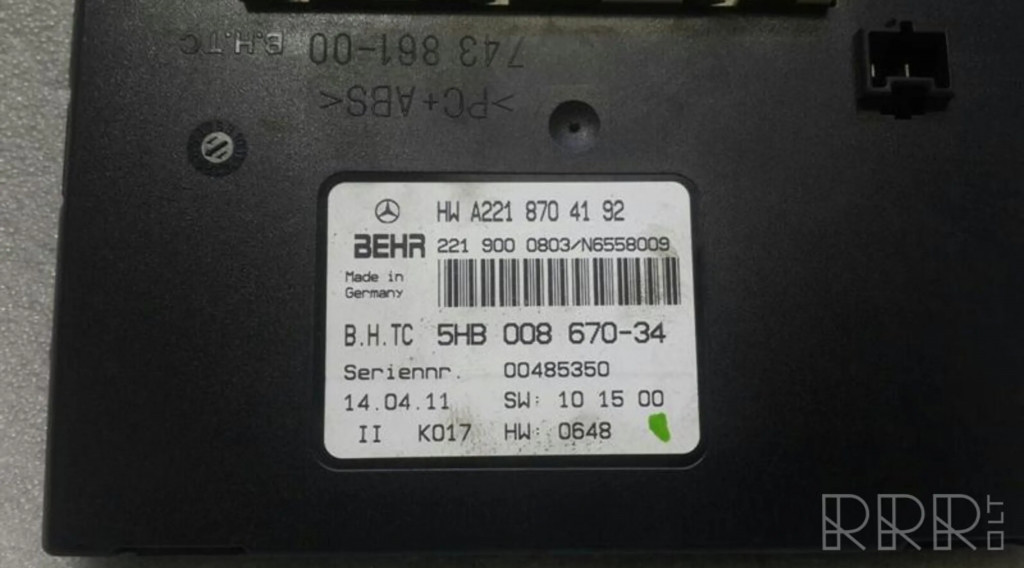 743 861-00 B.H.TC
>PC+ABS<
HW A221 870 41 92
BEHR 221 900 0803/N6558009
Made in
Germany
B.H.TC 5HB 008 670-34
Seriennr. 00485350
14.04.11 SW: 10 15 00
II K017 HW: 0648
RRR.LT